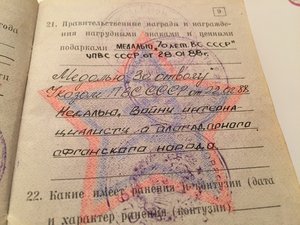 9
21. Правительственные награды и награжде-
ния нагрудными знаками и ценными
подарками МЕДАЛЬЮ "70 лет ВС СССР"
УПВС СССР от 28.01.88г.
Медалью За отвагу
Указом ПВС СССР от 88.
Медалью, Воину интерна-
ционалисту от благодарного
афганского народа
22. Какие имеет ранения и контузии (дата
и характер ранения (контузии)